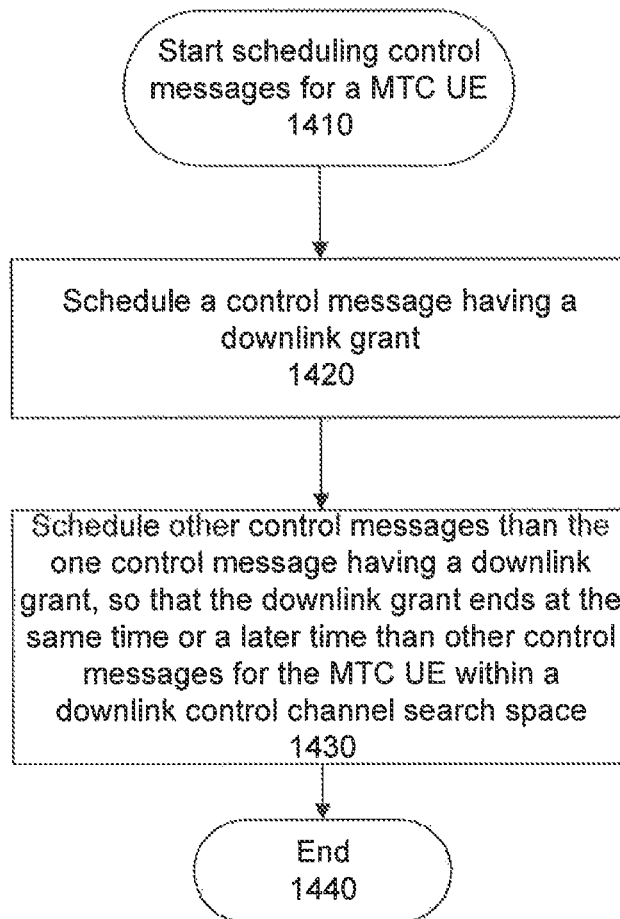 Start scheduling control
messages for a MTC UE
1410
Schedule a control message having a
downlink grant
1420
Schedule other control messages than the
one control message having a downlink
grant, so that the downlink grant ends at the
same time or a later time than other control
messages for the MTC UE within a
downlink control channel search space
1430
End
1440